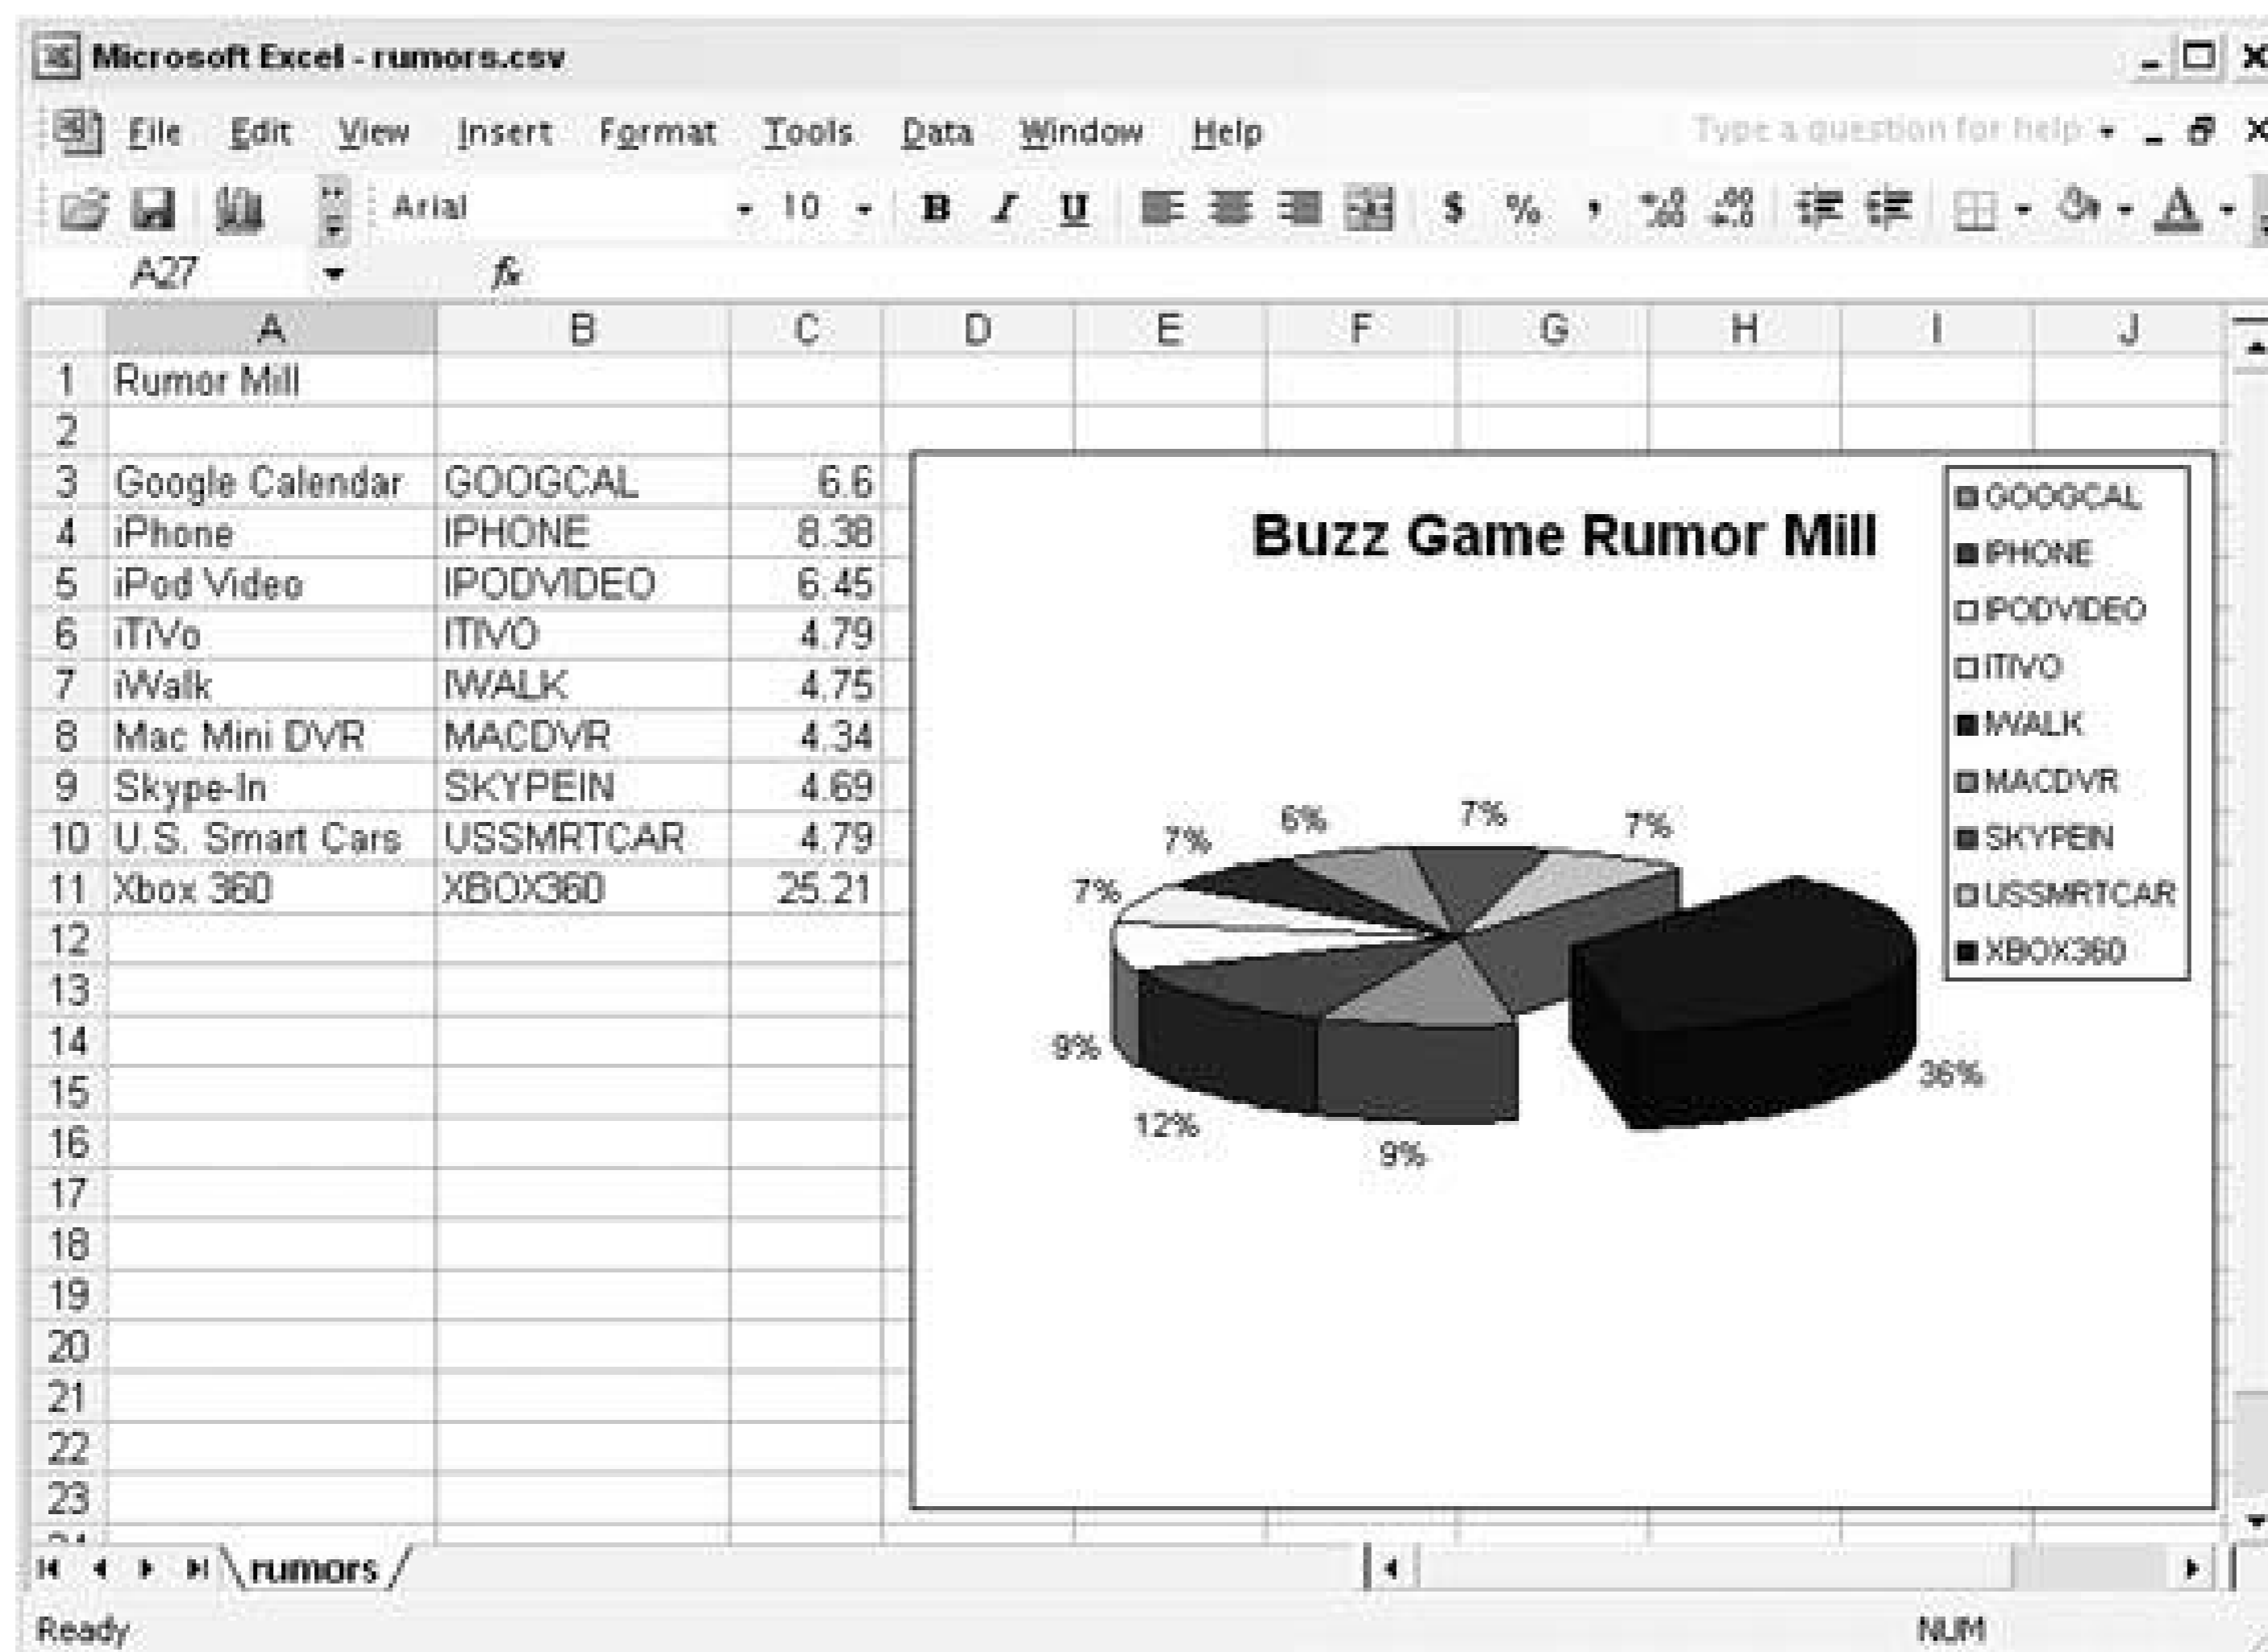 Microsoft Excel - rumors.csv
File Edit View Insert Format Tools Data Window Help Type a question for help
Arial 10 B I U $ % ,
A27 fx
A B C D E F G H I J
1 Rumor Mill
2
3 Google Calendar GOOGCAL 6.6
4 iPhone IPHONE 8.38
5 iPod Video IPODVIDEO 6.45
6 iTiVo ITIVO 4.79
7 iWalk IWALK 4.75
8 Mac Mini DVR MACDVR 4.34
9 Skype-In SKYPEIN 4.69
10 U.S. Smart Cars USSMRTCAR 4.79
11 Xbox 360 XBOX360 25.21
12
13
14
15
16
17
18
19
20
21
22
23
Buzz Game Rumor Mill
GOOGCAL
IPHONE
IPODVIDEO
ITIVO
IWALK
MACDVR
SKYPEIN
USSMRTCAR
XBOX360
7% 7% 6% 7% 7%
9% 36%
12% 9%
rumors
Ready NUM